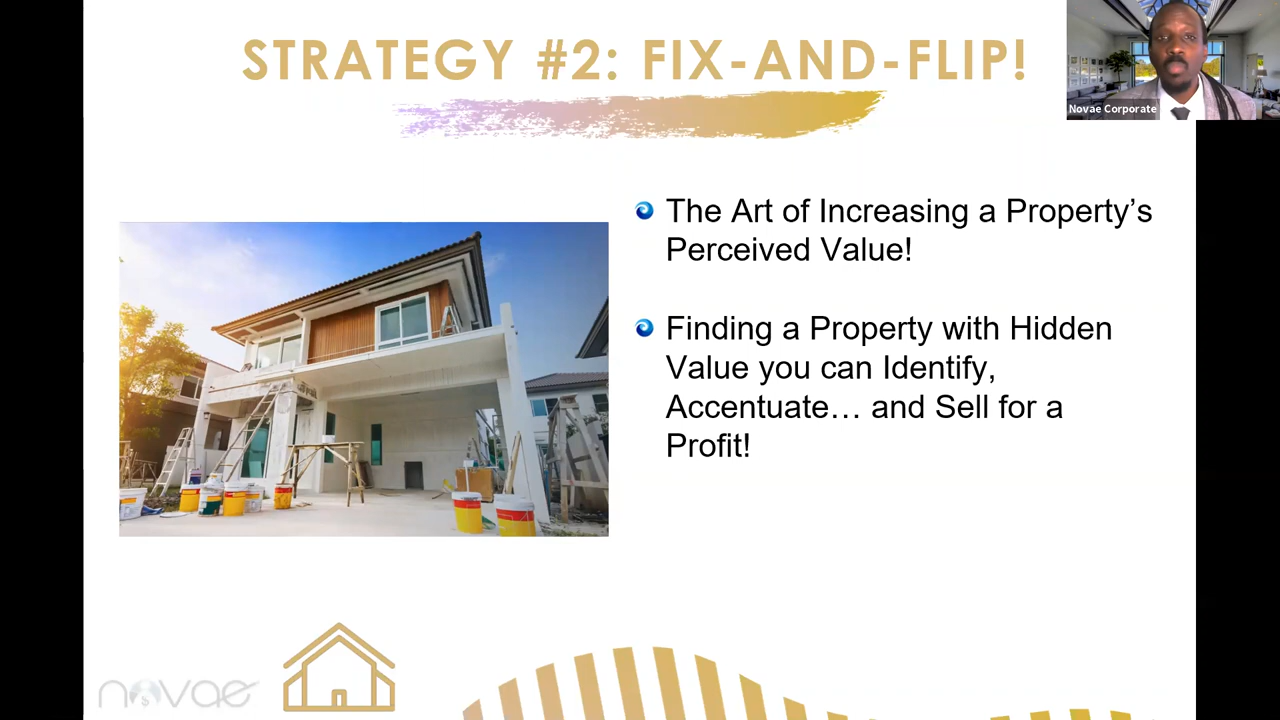 STRATEGY #2: FIX-AND-FLIP!
Novae Corporate
The Art of Increasing a Property’s
Perceived Value!
Finding a Property with Hidden
Value you can Identify,
Accentuate… and Sell for a
Profit!
novae